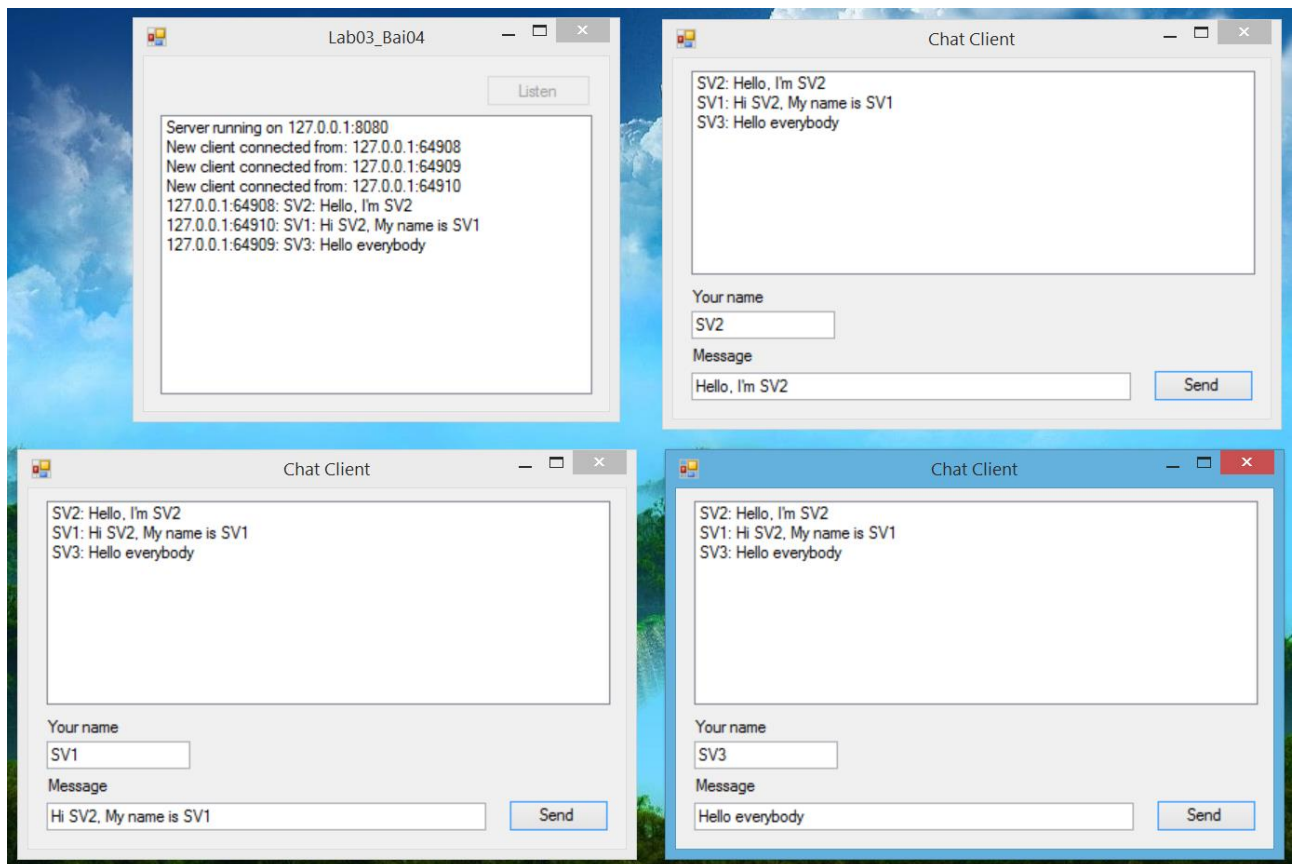 Lab03_Bai04
Listen
Server running on 127.0.0.1:8080
New client connected from: 127.0.0.1:64908
New client connected from: 127.0.0.1:64909
New client connected from: 127.0.0.1:64910
127.0.0.1:64908: SV2: Hello, I'm SV2
127.0.0.1:64910: SV1: Hi SV2, My name is SV1
127.0.0.1:64909: SV3: Hello everybody
Chat Client
SV2: Hello, I'm SV2
SV1: Hi SV2, My name is SV1
SV3: Hello everybody
Your name
SV2
Message
Hello, I'm SV2
Send
Chat Client
SV2: Hello, I'm SV2
SV1: Hi SV2, My name is SV1
SV3: Hello everybody
Your name
SV1
Message
Hi SV2, My name is SV1
Send
Chat Client
SV2: Hello, I'm SV2
SV1: Hi SV2, My name is SV1
SV3: Hello everybody
Your name
SV3
Message
Hello everybody
Send